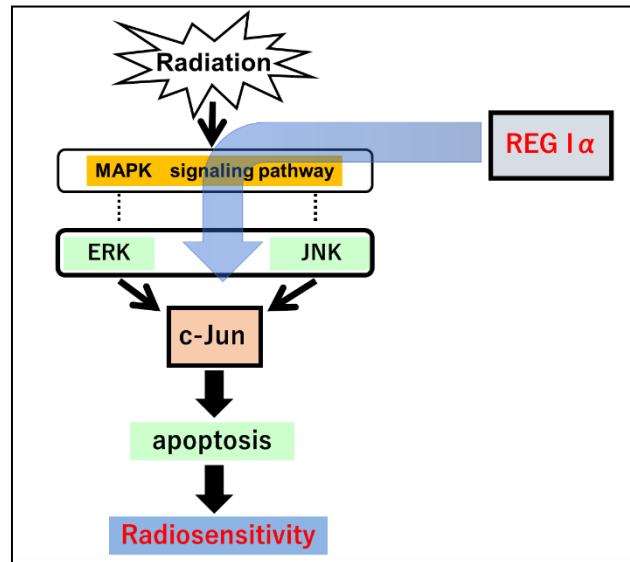 Radiation
REG Iα
MAPK signaling pathway
ERK JNK
c-Jun
apoptosis
Radiosensitivity